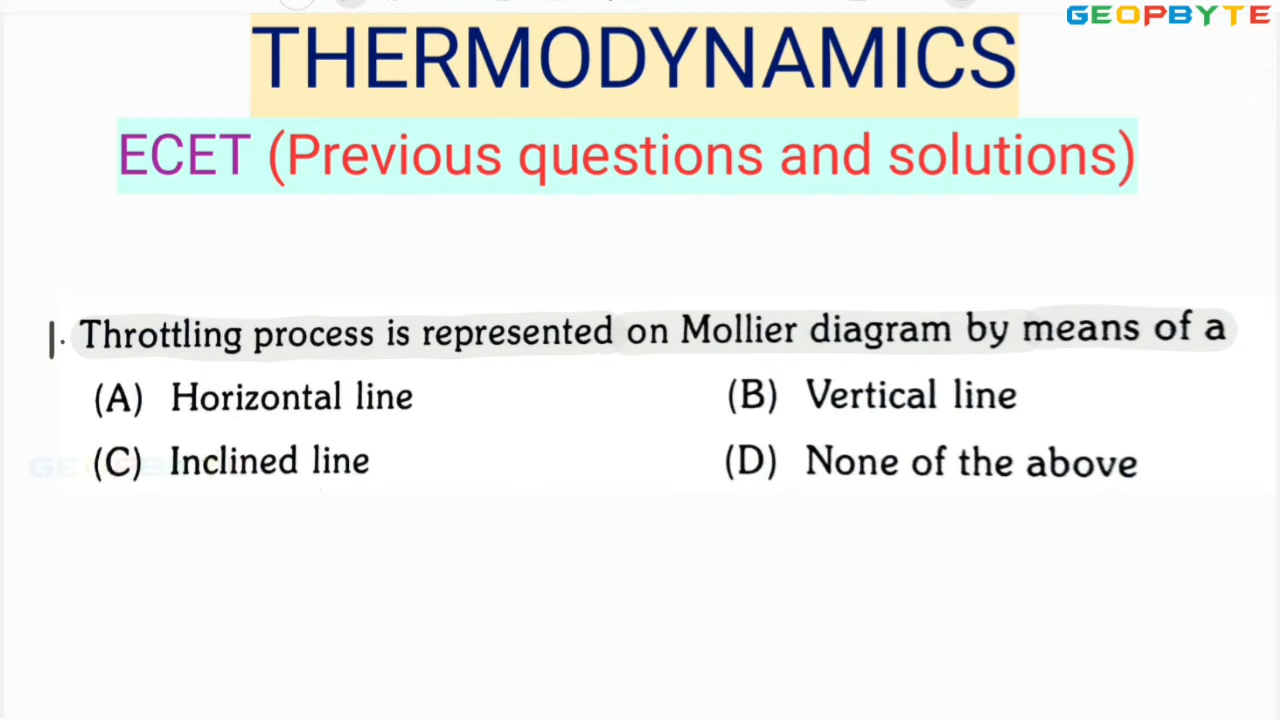 GEOPBYTE
THERMODYNAMICS
ECET (Previous questions and solutions)
1. Throttling process is represented on Mollier diagram by means of a
(A) Horizontal line (B) Vertical line
(C) Inclined line (D) None of the above